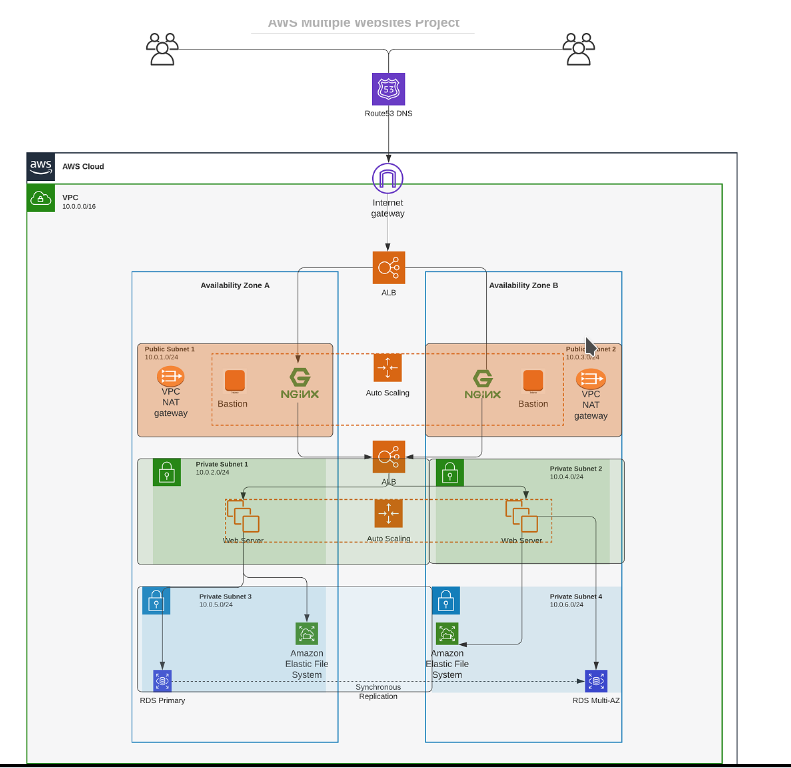 AWS Multiple Websites Project
53
Route53 DNS
aws
AWS Cloud
VPC
10.0.0.0/16
Internet
gateway
ALB
Availability Zone A
Availability Zone B
Public Subnet 1
10.0.1.0/24
VPC
NAT
gateway
Bastion
NGINX
Auto Scaling
NGINX
Bastion
10.0.3.0/24
VPC
NAT
gateway
ALB
Private Subnet 1
10.0.2.0/24
Private Subnet 2
10.0.4.0/24
Web Server
Auto Scaling
Web Server
Private Subnet 3
10.0.5.0/24
Private Subnet 4
10.0.6.0/24
Amazon
Elastic File
System
Amazon
Elastic File
System
Synchronous
Replication
RDS Primary
RDS Multi-AZ